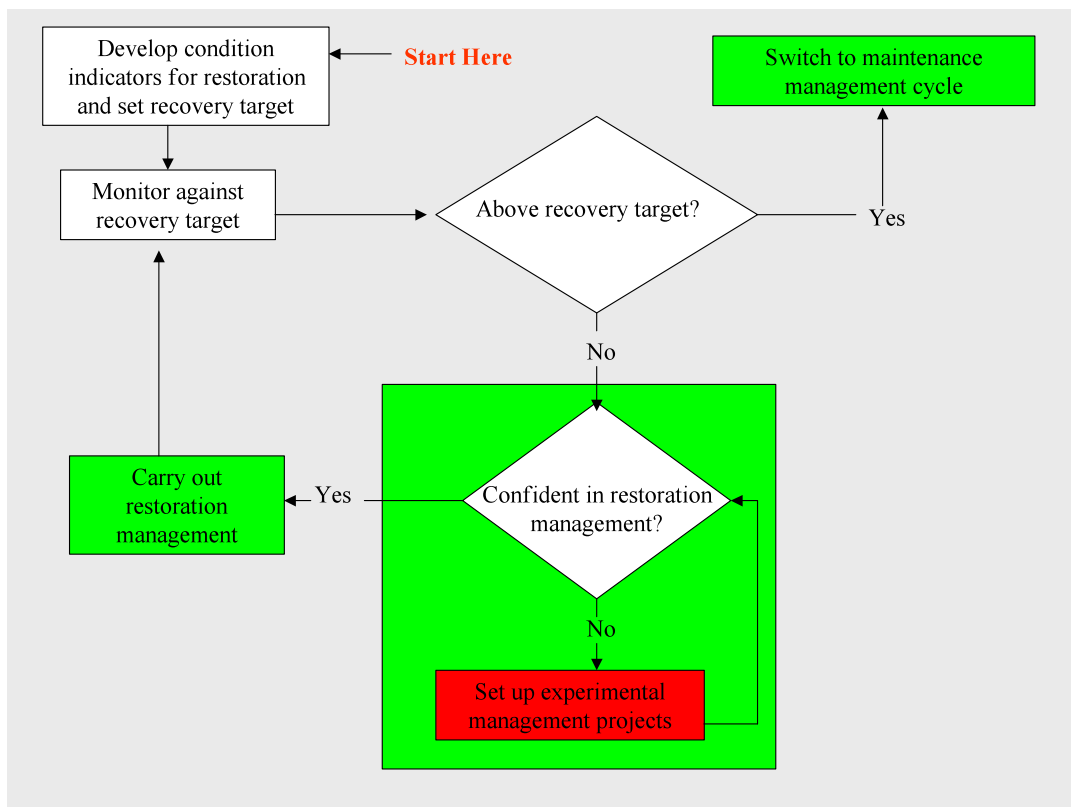 Develop condition
indicators for restoration
and set recovery target
Start Here
Switch to maintenance
management cycle
Monitor against
recovery target
Above recovery target?
Yes
No
Carry out
restoration
management
Yes
Confident in restoration
management?
No
Set up experimental
management projects